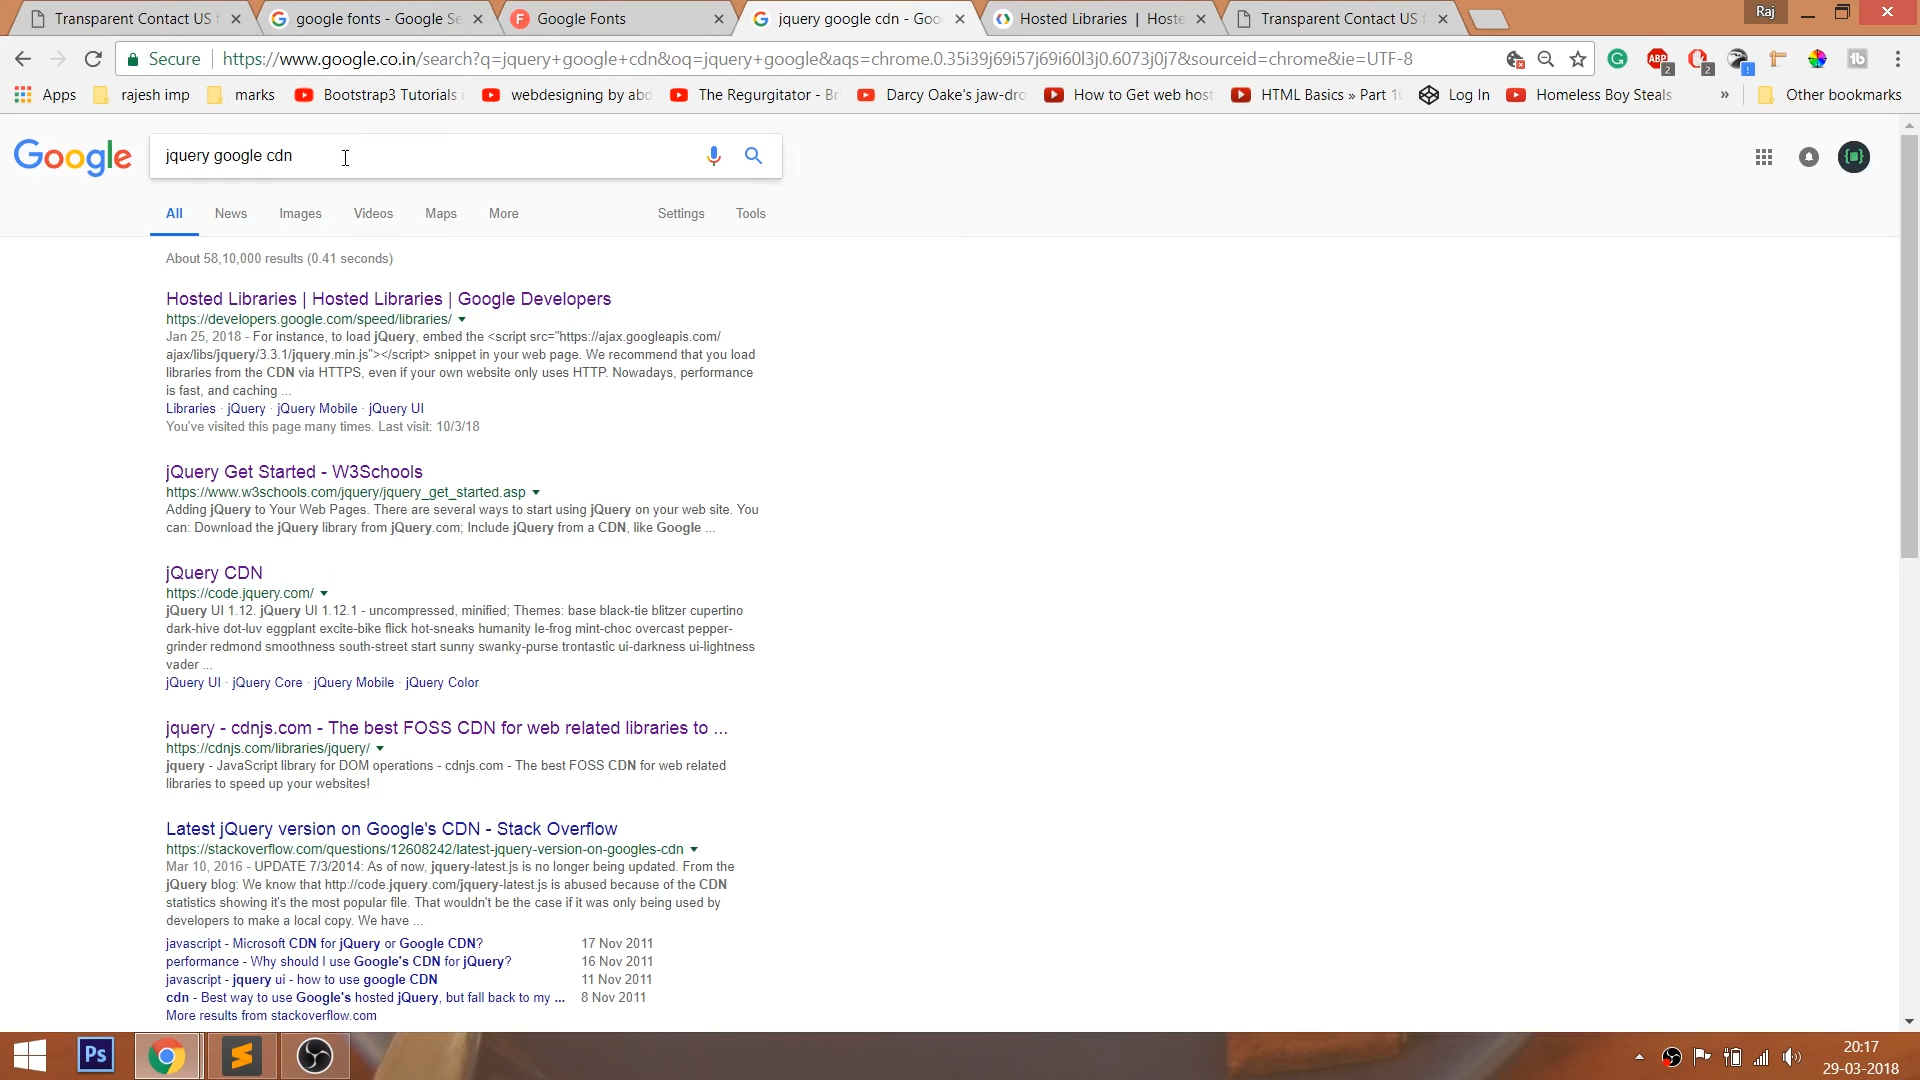 Transparent Contact US
google fonts - Google Se
Google Fonts
jquery google cdn - Goo
Hosted Libraries | Hoste
Transparent Contact US f
Raj
Secure
https://www.google.co.in/search?q=jquery+google+cdn&oq=jquery+google&aqs=chrome.0.35i39j69i57j69i60l3j0.6073j0j7&sourceid=chrome&ie=UTF-8
Apps
rajesh imp
marks
Bootstrap3 Tutorials
webdesigning by abd
The Regurgitator - Br
Darcy Oake's jaw-dro
How to Get web host
HTML Basics » Part 10
Log In
Homeless Boy Steals
»
Other bookmarks
Google
jquery google cdn
All
News
Images
Videos
Maps
More
Settings
Tools
About 58,10,000 results (0.41 seconds)
Hosted Libraries | Hosted Libraries | Google Developers
https://developers.google.com/speed/libraries/
Jan 25, 2018 - For instance, to load jQuery, embed the <script src="https://ajax.googleapis.com/
ajax/libs/jquery/3.3.1/jquery.min.js"></script> snippet in your web page. We recommend that you load
libraries from the CDN via HTTPS, even if your own website only uses HTTP. Nowadays, performance
is fast, and caching ...
Libraries · jQuery · jQuery Mobile · jQuery UI
You've visited this page many times. Last visit: 10/3/18
jQuery Get Started - W3Schools
https://www.w3schools.com/jquery/jquery_get_started.asp
Adding jQuery to Your Web Pages. There are several ways to start using jQuery on your web site. You
can: Download the jQuery library from jQuery.com; Include jQuery from a CDN, like Google ...
jQuery CDN
https://code.jquery.com/
jQuery UI 1.12. jQuery UI 1.12.1 - uncompressed, minified; Themes: base black-tie blitzer cupertino
dark-hive dot-luv eggplant excite-bike flick hot-sneaks humanity le-frog mint-choc overcast pepper-
grinder redmond smoothness south-street start sunny swanky-purse trontastic ui-darkness ui-lightness
vader ...
jQuery UI · jQuery Core · jQuery Mobile · jQuery Color
jquery - cdnjs.com - The best FOSS CDN for web related libraries to ...
https://cdnjs.com/libraries/jquery/
jquery - JavaScript library for DOM operations - cdnjs.com - The best FOSS CDN for web related
libraries to speed up your websites!
Latest jQuery version on Google's CDN - Stack Overflow
https://stackoverflow.com/questions/12608242/latest-jquery-version-on-googles-cdn
Mar 10, 2016 - UPDATE 7/3/2014: As of now, jquery-latest.js is no longer being updated. From the
jQuery blog: We know that http://code.jquery.com/jquery-latest.js is abused because of the CDN
statistics showing it's the most popular file. That wouldn't be the case if it was only being used by
developers to make a local copy. We have ...
javascript - Microsoft CDN for jQuery or Google CDN? 17 Nov 2011
performance - Why should I use Google's CDN for jQuery? 16 Nov 2011
javascript - jquery ui - how to use google CDN 11 Nov 2011
cdn - Best way to use Google's hosted jQuery, but fall back to my ... 8 Nov 2011
More results from stackoverflow.com
Ps
20:17
29-03-2018